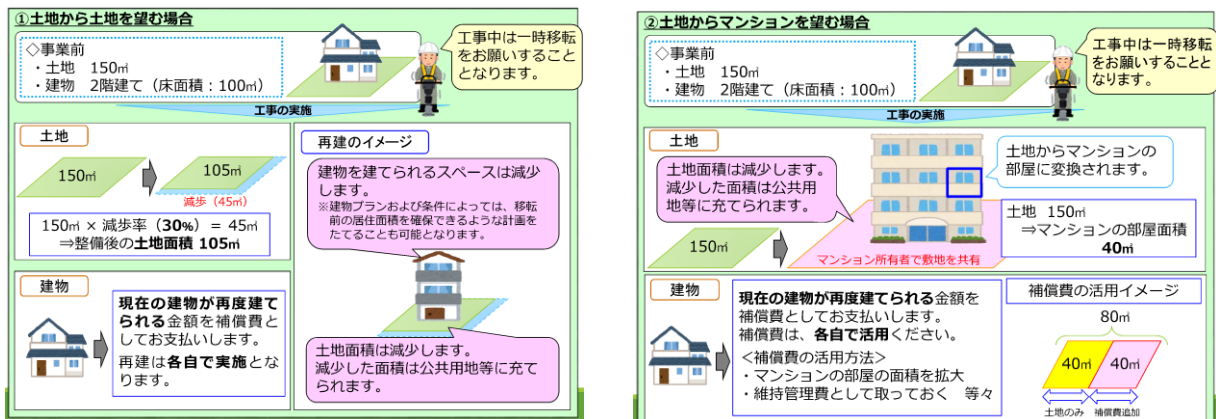 ①土地から土地を望む場合
◇事業前
・土地　150㎡
・建物　2階建て（床面積：100㎡）
工事中は一時移転
をお願いすること
となります。
工事の実施
土地
150㎡
105㎡
減歩（45㎡）
150㎡ × 減歩率（30%）＝ 45㎡
⇒整備後の土地面積 105㎡
建物
現在の建物が再度建て
られる金額を補償費と
してお支払いします。
再建は各自で実施とな
ります。
再建のイメージ
建物を建てられるスペースは減少
します。
※建物プランおよび条件によっては、移転
前の居住面積を確保できるような計画を
たてることも可能となります。
土地面積は減少します。
減少した面積は公共用地等に充て
られます。
②土地からマンションを望む場合
◇事業前
・土地　150㎡
・建物　2階建て（床面積：100㎡）
工事中は一時移転
をお願いすること
となります。
工事の実施
土地
土地面積は減少します。
減少した面積は公共用
地等に充てられます。
150㎡
マンション所有者で敷地を共有
土地からマンションの
部屋に変換されます。
土地　150㎡
⇒マンションの部屋面積
40㎡
建物
現在の建物が再度建てられる金額を
補償費としてお支払いします。
補償費は、各自で活用ください。
＜補償費の活用方法＞
・マンションの部屋の面積を拡大
・維持管理費として取っておく　等々
補償費の活用イメージ
80㎡
40㎡
40㎡
土地のみ
補償費追加